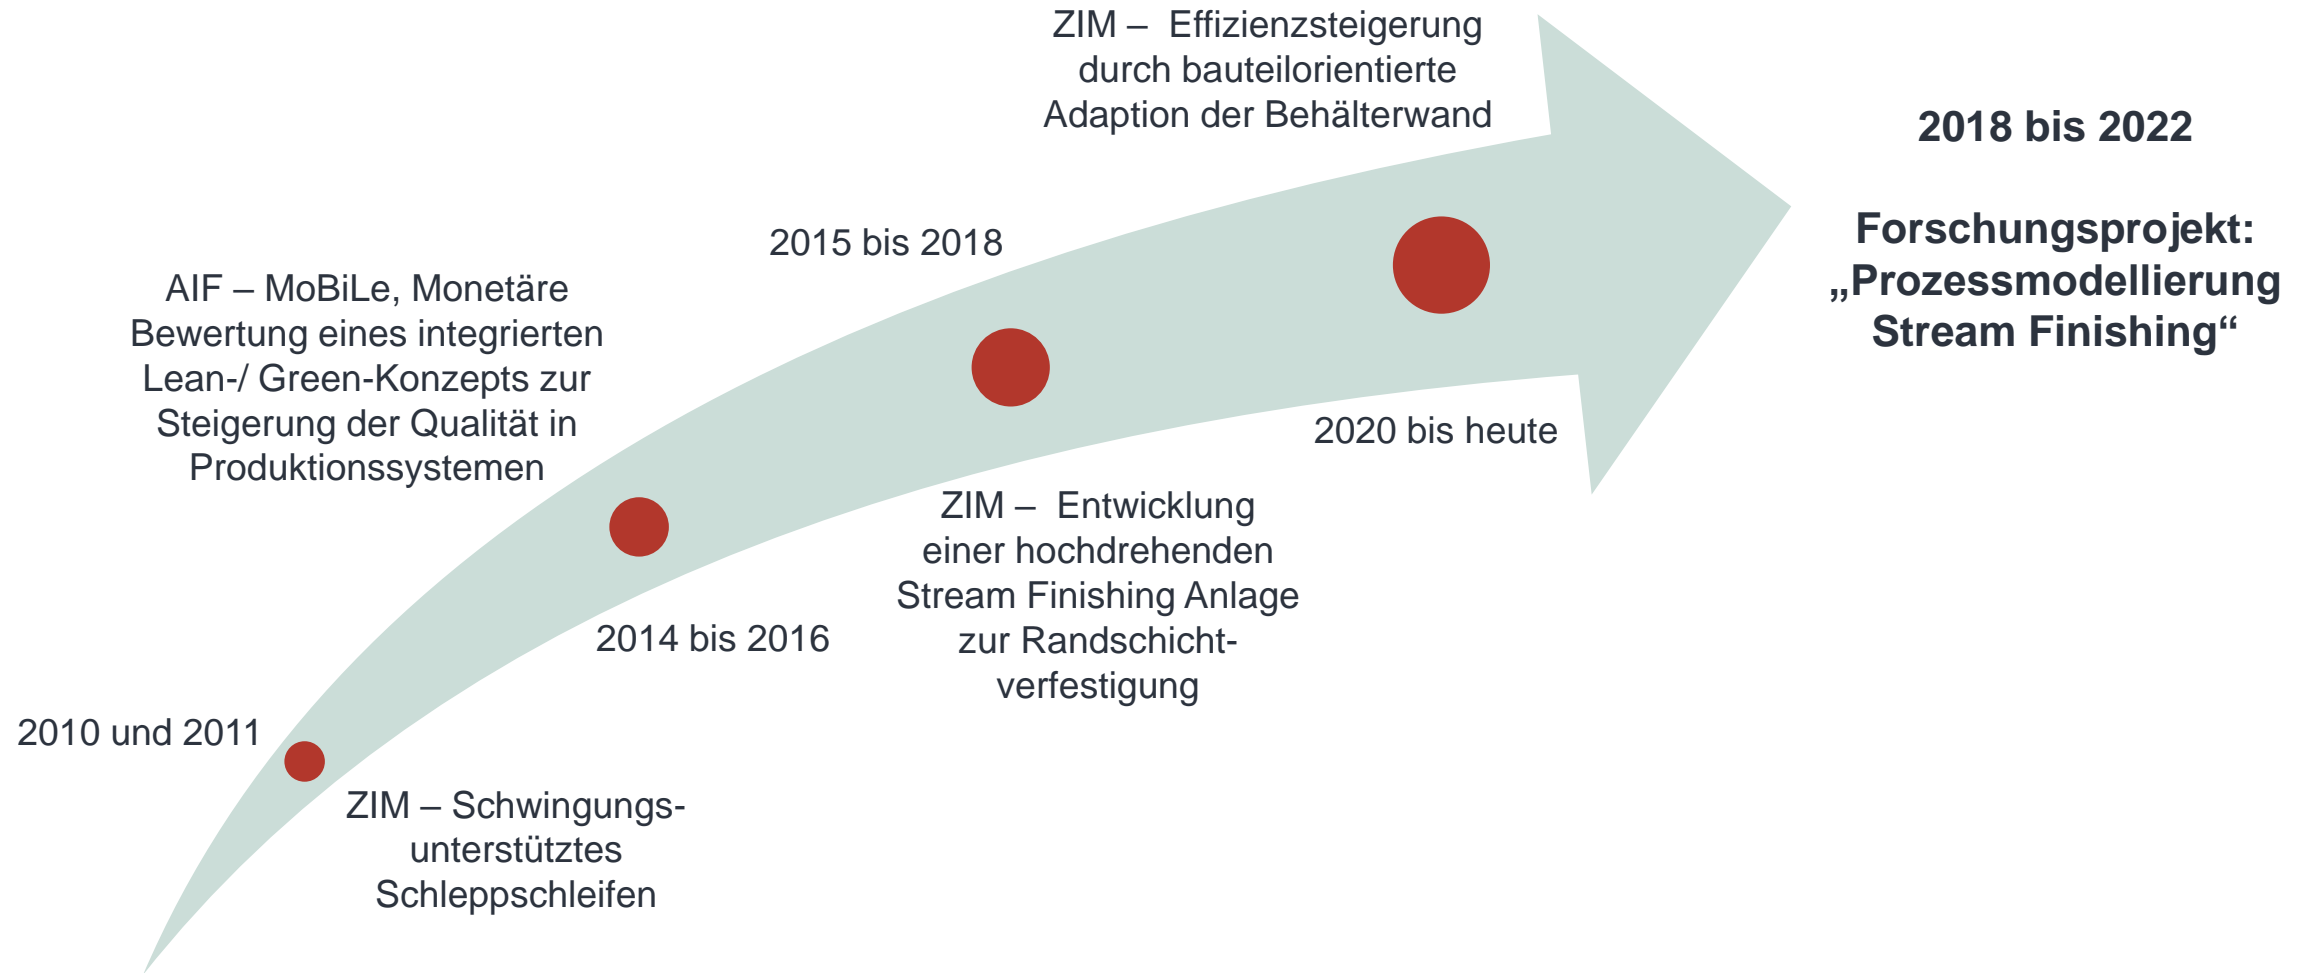 ZIM – Effizienzsteigerung
durch bauteilorientierte
Adaption der Behälterwand
2018 bis 2022
Forschungsprojekt:
„Prozessmodellierung
Stream Finishing“
2015 bis 2018
AIF – MoBiLe, Monetäre
Bewertung eines integrierten
Lean-/ Green-Konzepts zur
Steigerung der Qualität in
Produktionssystemen
2020 bis heute
ZIM – Entwicklung
einer hochdrehenden
Stream Finishing Anlage
zur Randschicht-
verfestigung
2014 bis 2016
2010 und 2011
ZIM – Schwingungs-
unterstütztes
Schleppschleifen